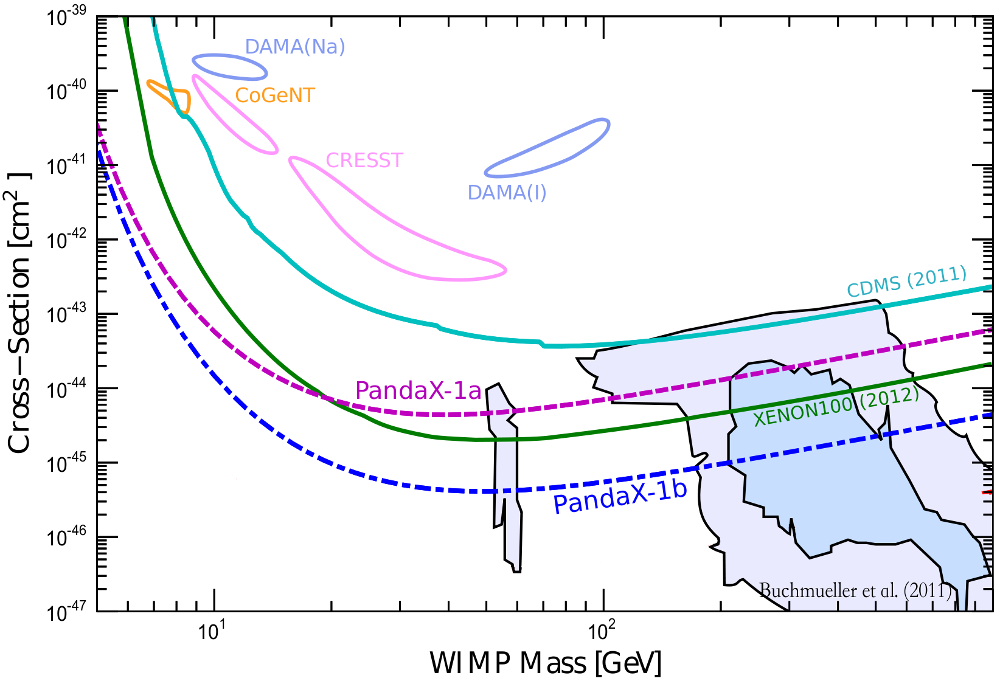 10^-39
DAMA(Na)
10^-40
CoGeNT
10^-41
CRESST
DAMA(I)
10^-42
CDMS (2011)
10^-43
10^-44
PandaX-1a
XENON100 (2012)
10^-45
PandaX-1b
10^-46
Buchmueller et al. (2011)
10^-47
10^1
10^2
WIMP Mass [GeV]
Cross−Section [cm^2 ]